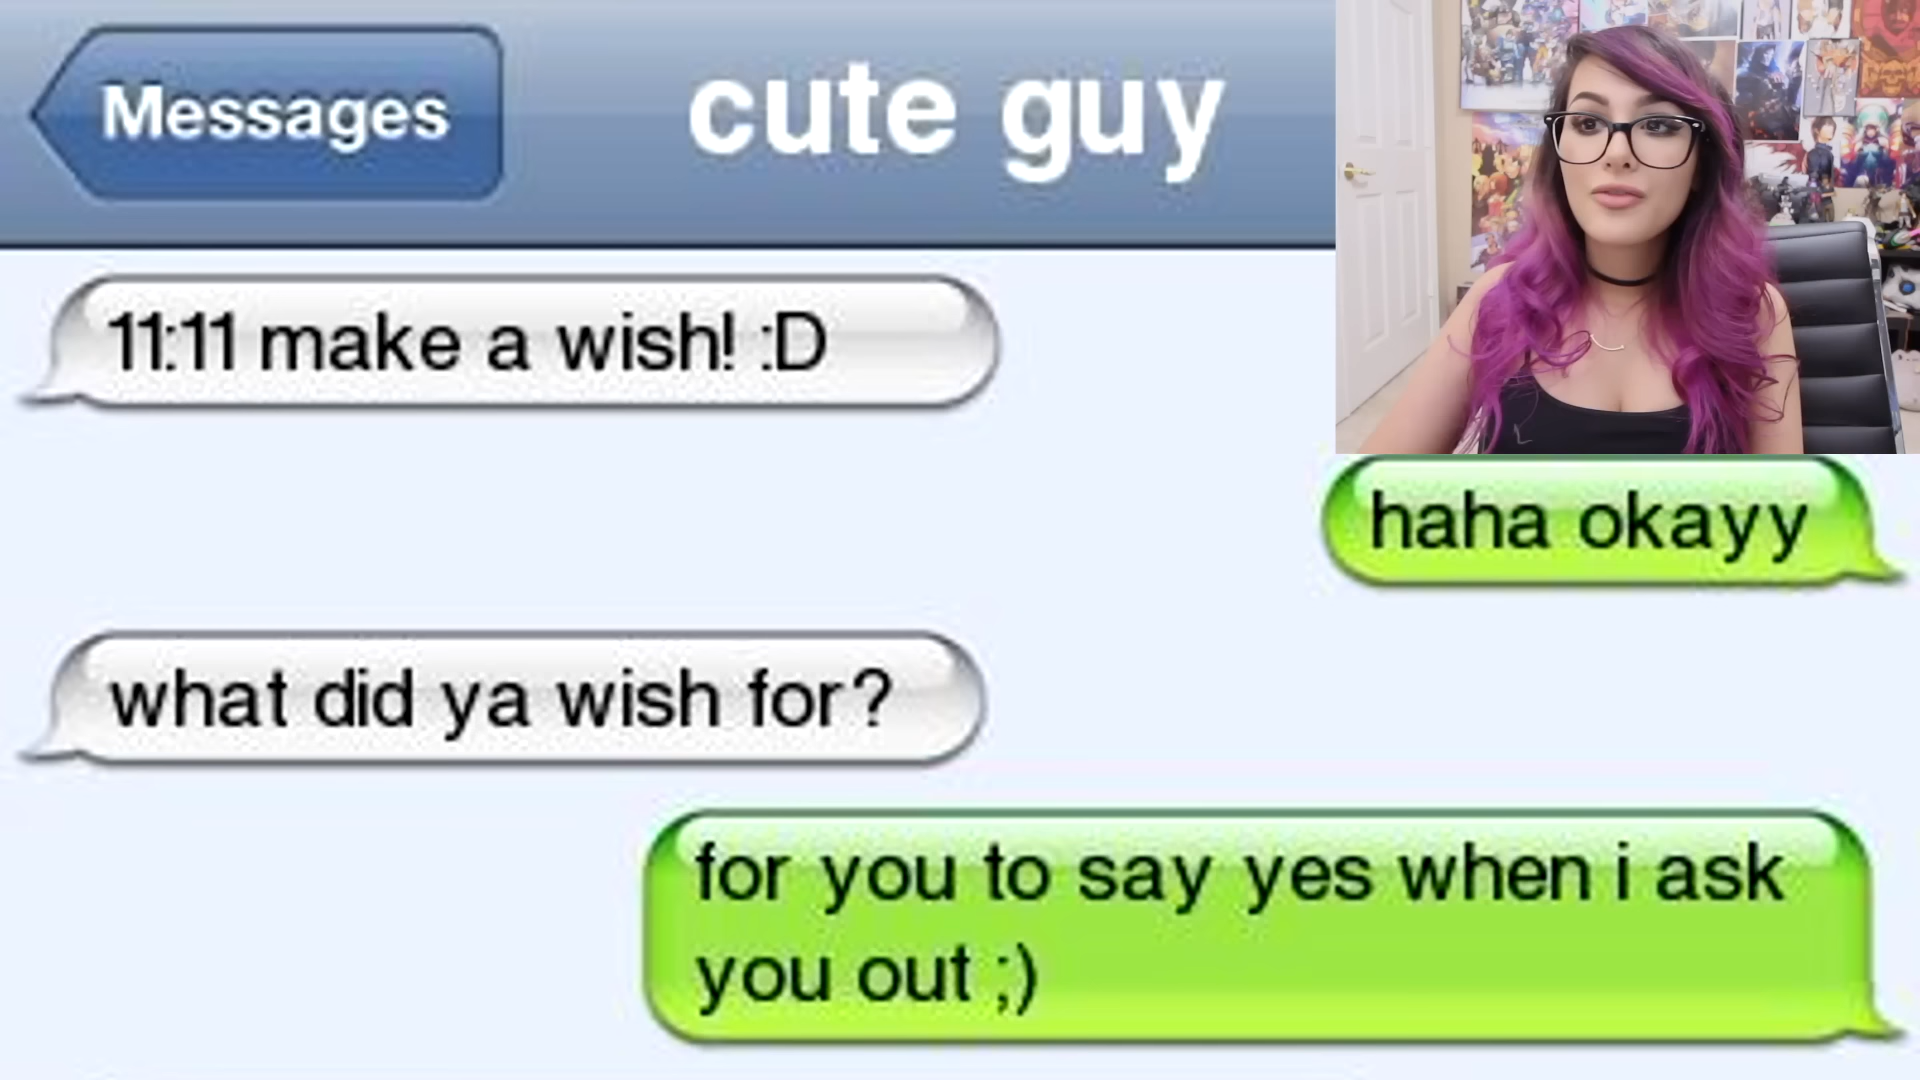 Messages
cute guy
11:11 make a wish! :D
haha okayy
what did ya wish for?
for you to say yes when i ask
you out ;)